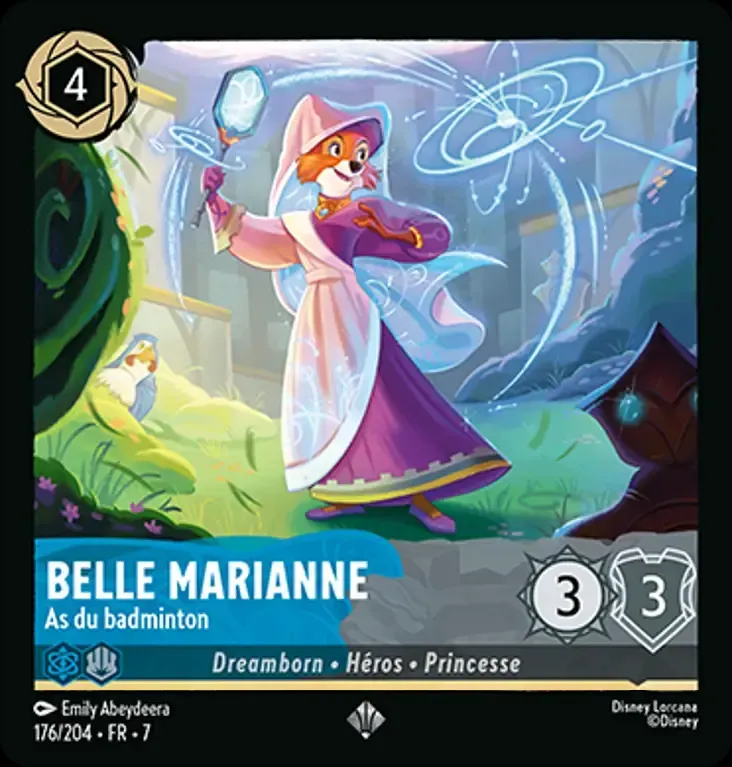 4
BELLE MARIANNE
As du badminton
3
3
Dreamborn • Héros • Princesse
Emily Abeydeera
176/204 • FR • 7
Disney Lorcana
©Disney